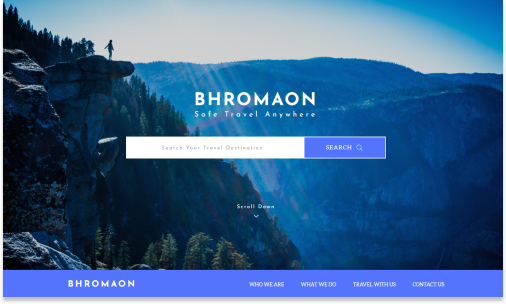 BHROMAON
Safe Travel Anywhere
Search Your Travel Destination
SEARCH
Scroll Down
BHROMAON
WHO WE ARE
WHAT WE DO
TRAVEL WITH US
CONTACT US